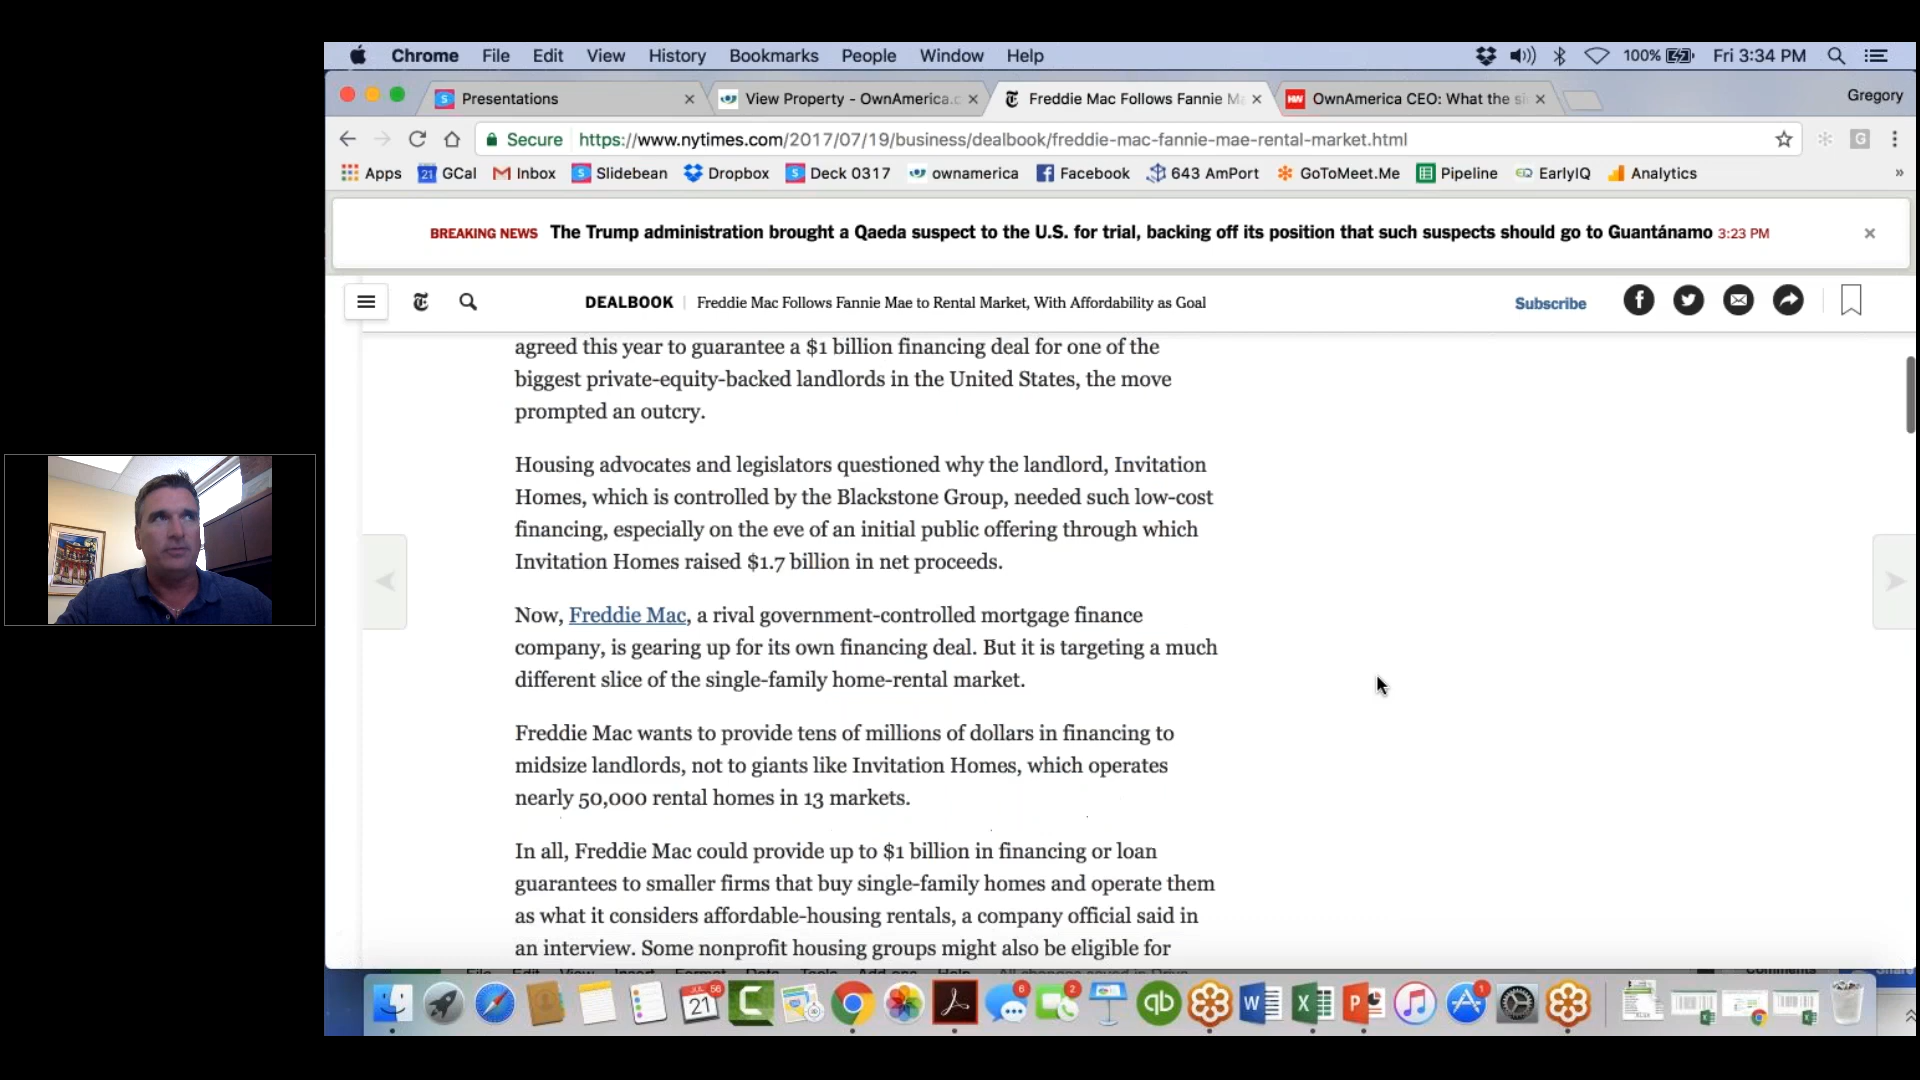 Chrome File Edit View History Bookmarks People Window Help 100% Fri 3:34 PM
Presentations View Property - OwnAmerica.c Freddie Mac Follows Fannie Ma OwnAmerica CEO: What the si Gregory
Secure https://www.nytimes.com/2017/07/19/business/dealbook/freddie-mac-fannie-mae-rental-market.html
Apps GCal Inbox Slidebean Dropbox Deck 0317 ownamerica Facebook 643 AmPort GoToMeet.Me Pipeline EarlyIQ Analytics »
BREAKING NEWS The Trump administration brought a Qaeda suspect to the U.S. for trial, backing off its position that such suspects should go to Guantánamo 3:23 PM
DEALBOOK | Freddie Mac Follows Fannie Mae to Rental Market, With Affordability as Goal Subscribe
agreed this year to guarantee a $1 billion financing deal for one of the
biggest private-equity-backed landlords in the United States, the move
prompted an outcry.
Housing advocates and legislators questioned why the landlord, Invitation
Homes, which is controlled by the Blackstone Group, needed such low-cost
financing, especially on the eve of an initial public offering through which
Invitation Homes raised $1.7 billion in net proceeds.
Now, Freddie Mac, a rival government-controlled mortgage finance
company, is gearing up for its own financing deal. But it is targeting a much
different slice of the single-family home-rental market.
Freddie Mac wants to provide tens of millions of dollars in financing to
midsize landlords, not to giants like Invitation Homes, which operates
nearly 50,000 rental homes in 13 markets.
In all, Freddie Mac could provide up to $1 billion in financing or loan
guarantees to smaller firms that buy single-family homes and operate them
as what it considers affordable-housing rentals, a company official said in
an interview. Some nonprofit housing groups might also be eligible for